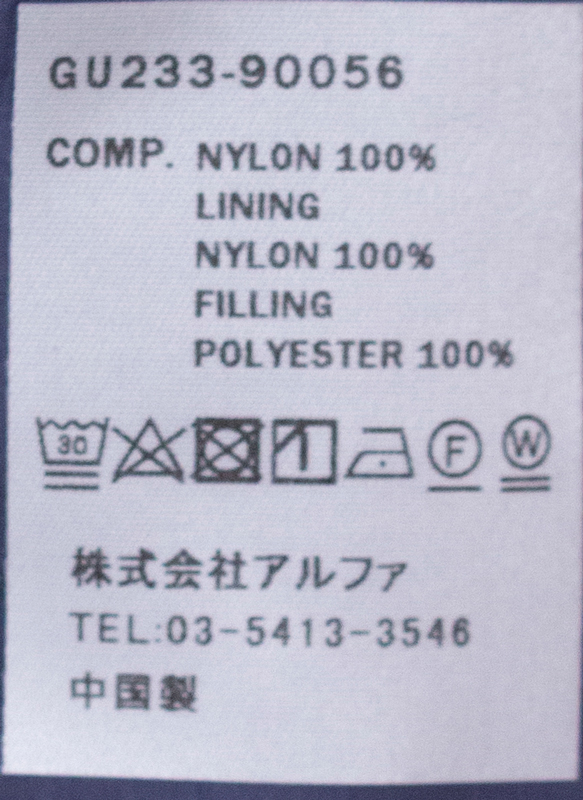 GU233-90056
COMP. NYLON 100%
LINING
NYLON 100%
FILLING
POLYESTER 100%
30 F W
株式会社アルファ
TEL:03-5413-3546
中国製